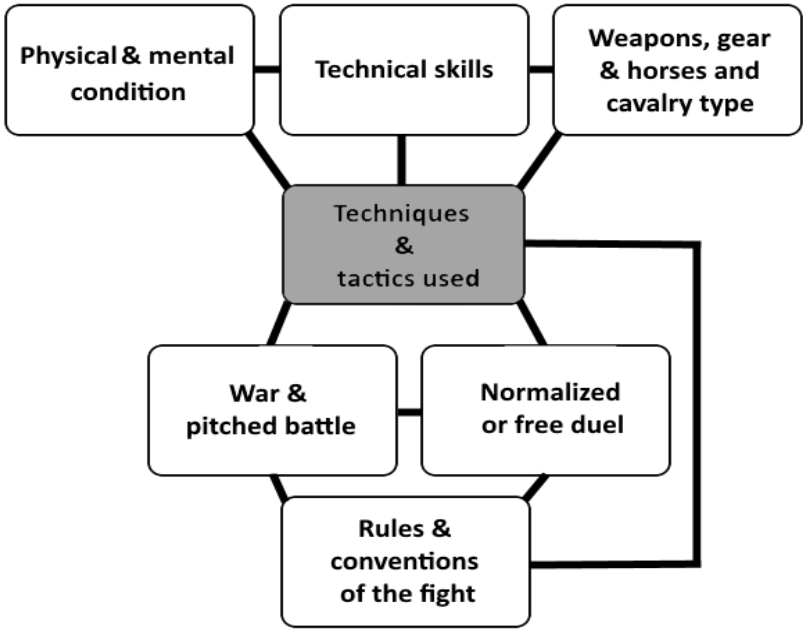 Physical & mental
condition
Technical skills
Weapons, gear
& horses and
cavalry type
Techniques
&
tactics used
War &
pitched battle
Normalized
or free duel
Rules &
conventions
of the fight